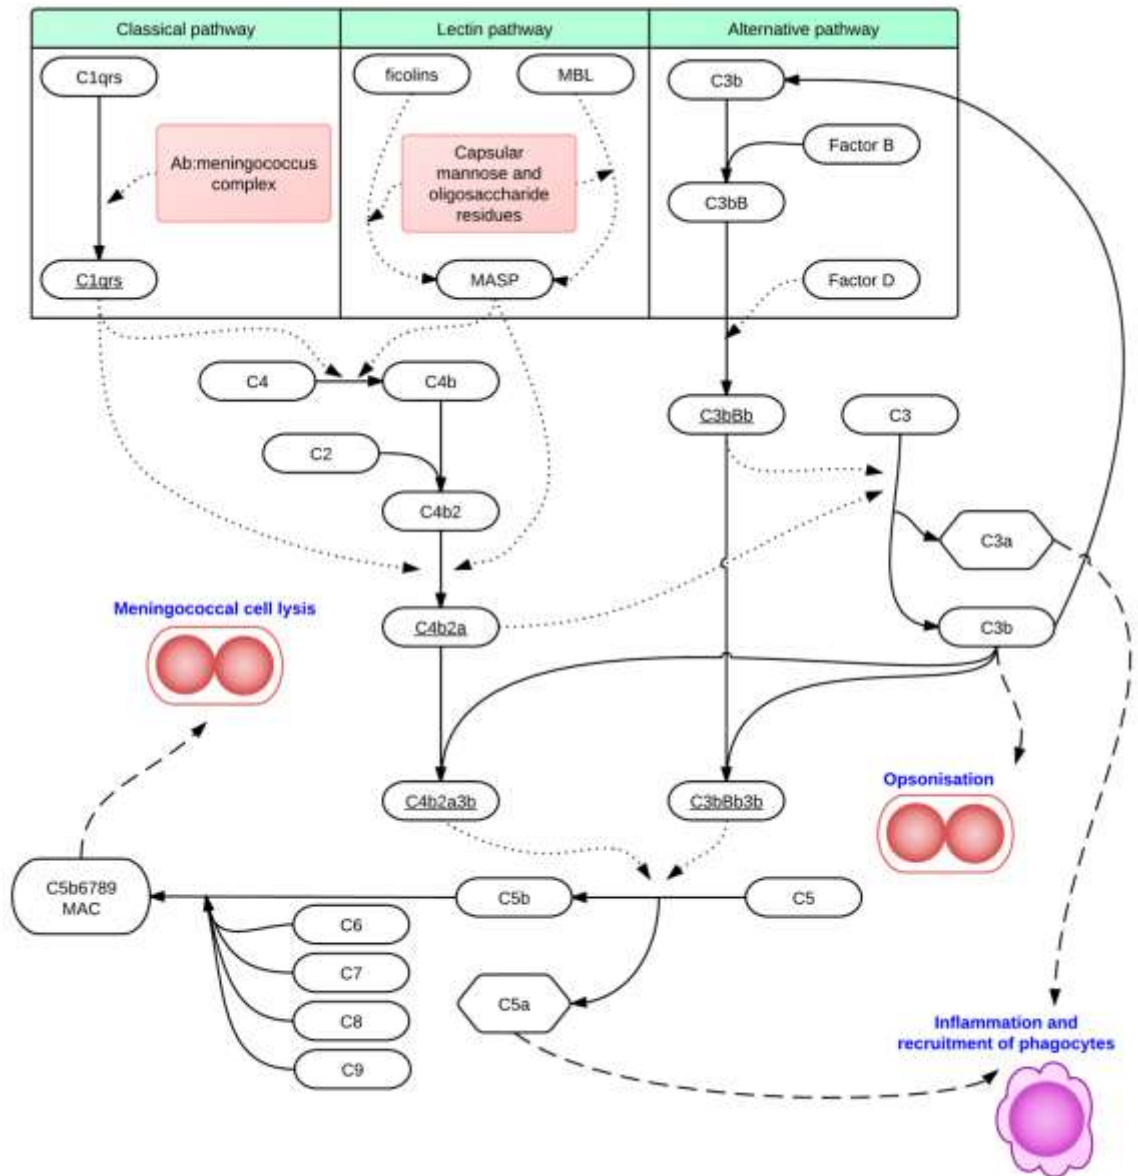 Classical pathway
Lectin pathway
Alternative pathway
C1qrs
ficolins
MBL
C3b
Ab:meningococcus
complex
Capsular
mannose and
oligosaccharide
residues
Factor B
C3bB
C1qrs
MASP
Factor D
C4
C4b
C3bBb
C3
C2
C4b2
C3a
Meningococcal cell lysis
C4b2a
C3b
Opsonisation
C4b2a3b
C3bBb3b
C5b6789
MAC
C5b
C5
C6
C7
C8
C9
C5a
Inflammation and
recruitment of phagocytes